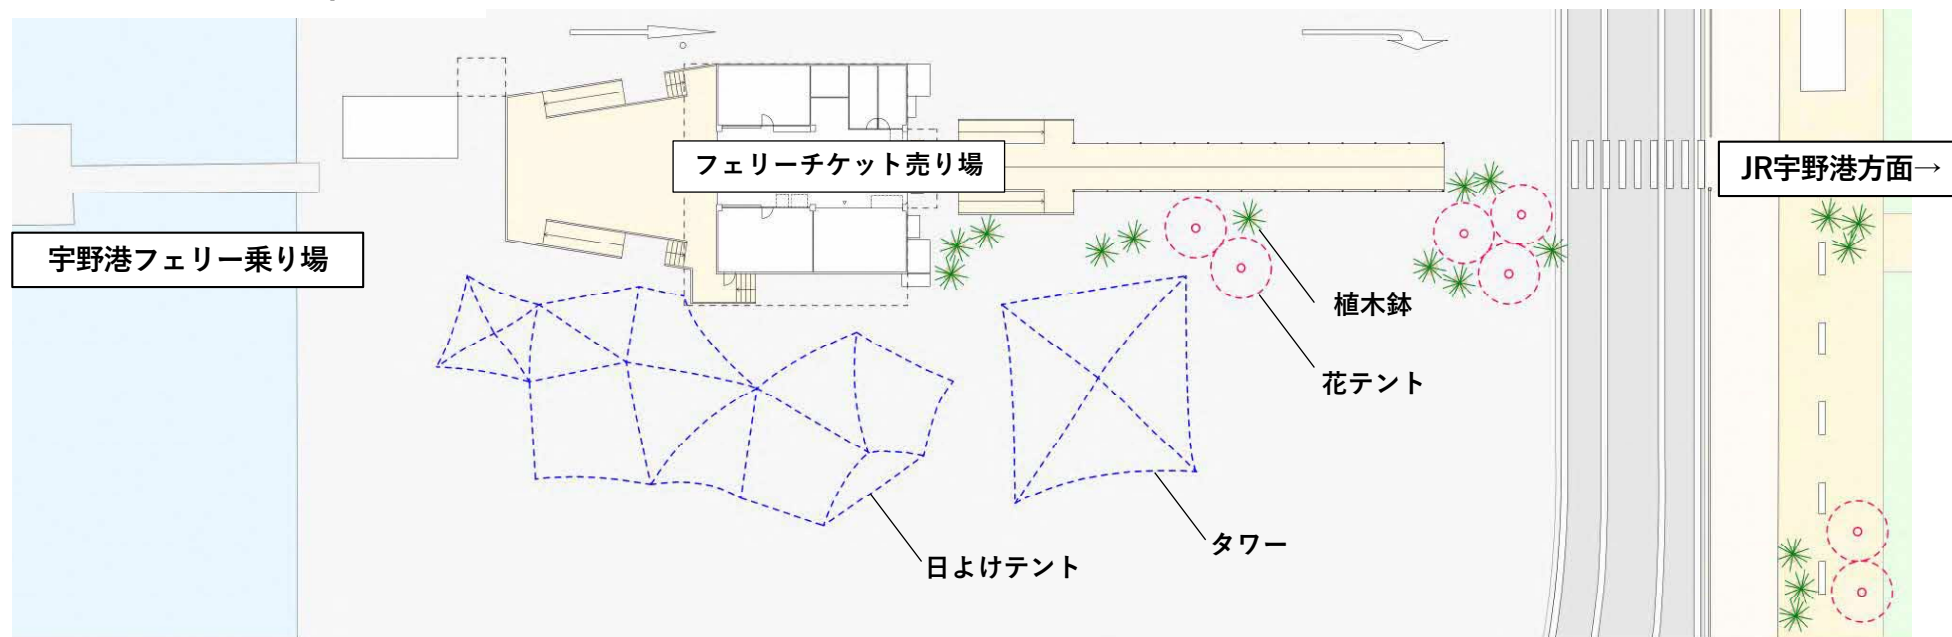 フェリーチケット売り場
JR宇野港方面→
宇野港フェリー乗り場
植木鉢
花テント
タワー
日よけテント